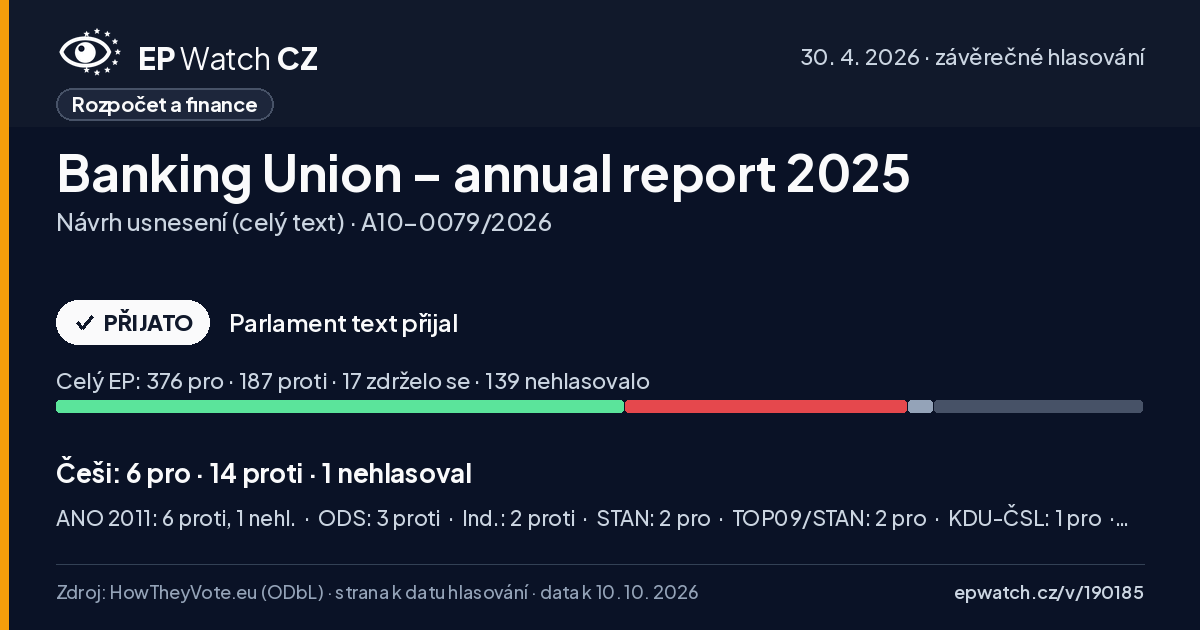 EP Watch CZ
30. 4. 2026 · závěrečné hlasování
Rozpočet a finance
Banking Union – annual report 2025
Návrh usnesení (celý text) · A10-0079/2026
✓ PŘIJATO
Parlament text přijal
Celý EP: 376 pro · 187 proti · 17 zdrželo se · 139 nehlasovalo
Češi: 6 pro · 14 proti · 1 nehlasoval
ANO 2011: 6 proti, 1 nehl. · ODS: 3 proti · Ind.: 2 proti · STAN: 2 pro · TOP09/STAN: 2 pro · KDU-ČSL: 1 pro ·…
Zdroj: HowTheyVote.eu (ODbL) · strana k datu hlasování · data k 10. 10. 2026
epwatch.cz/v/190185